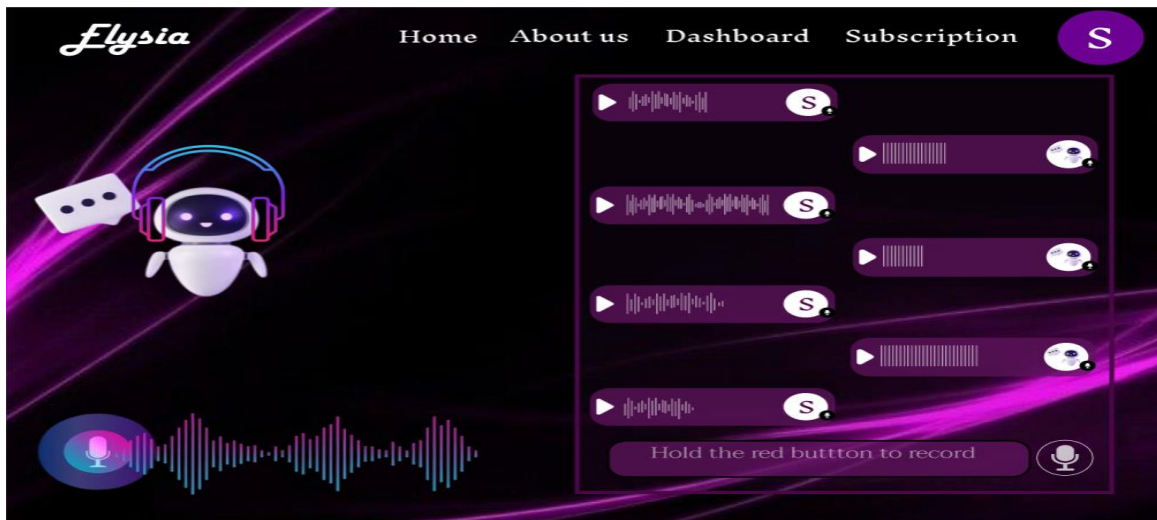 Elysia
Home About us Dashboard Subscription S
S
S
S
S
Hold the red buttton to record